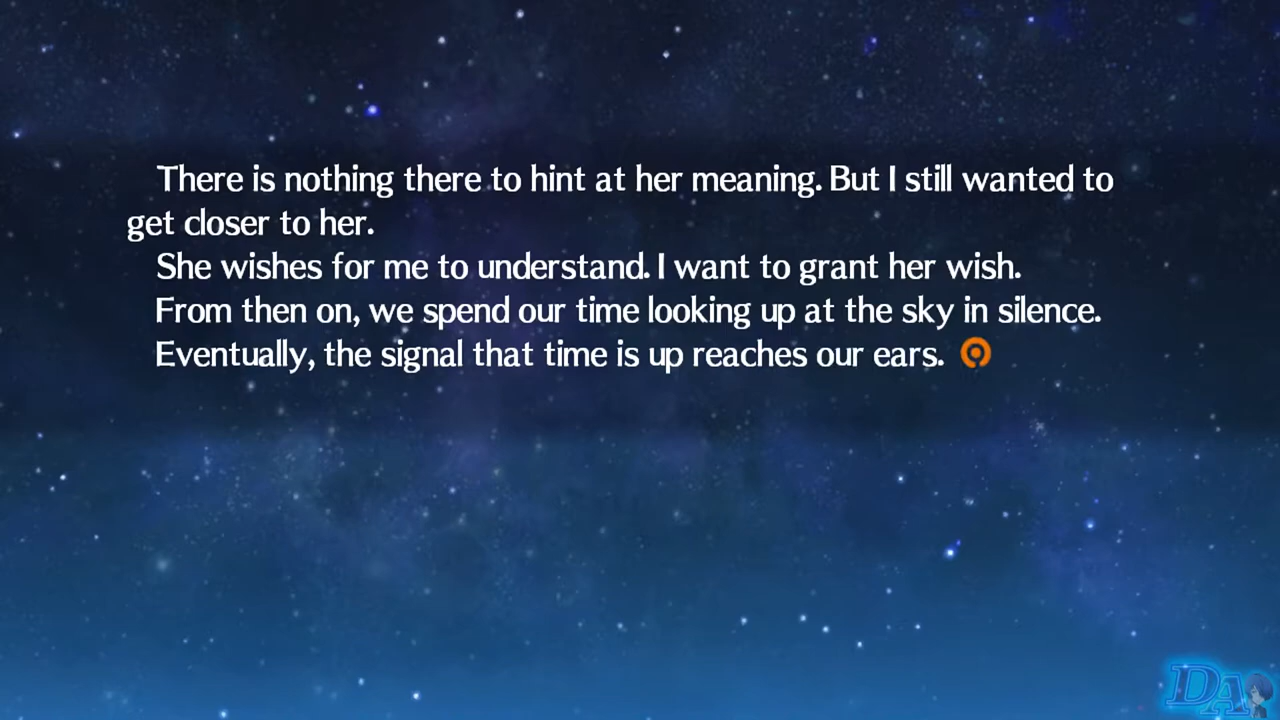 There is nothing there to hint at her meaning. But I still wanted to
get closer to her.
She wishes for me to understand. I want to grant her wish.
From then on, we spend our time looking up at the sky in silence.
Eventually, the signal that time is up reaches our ears.
DA